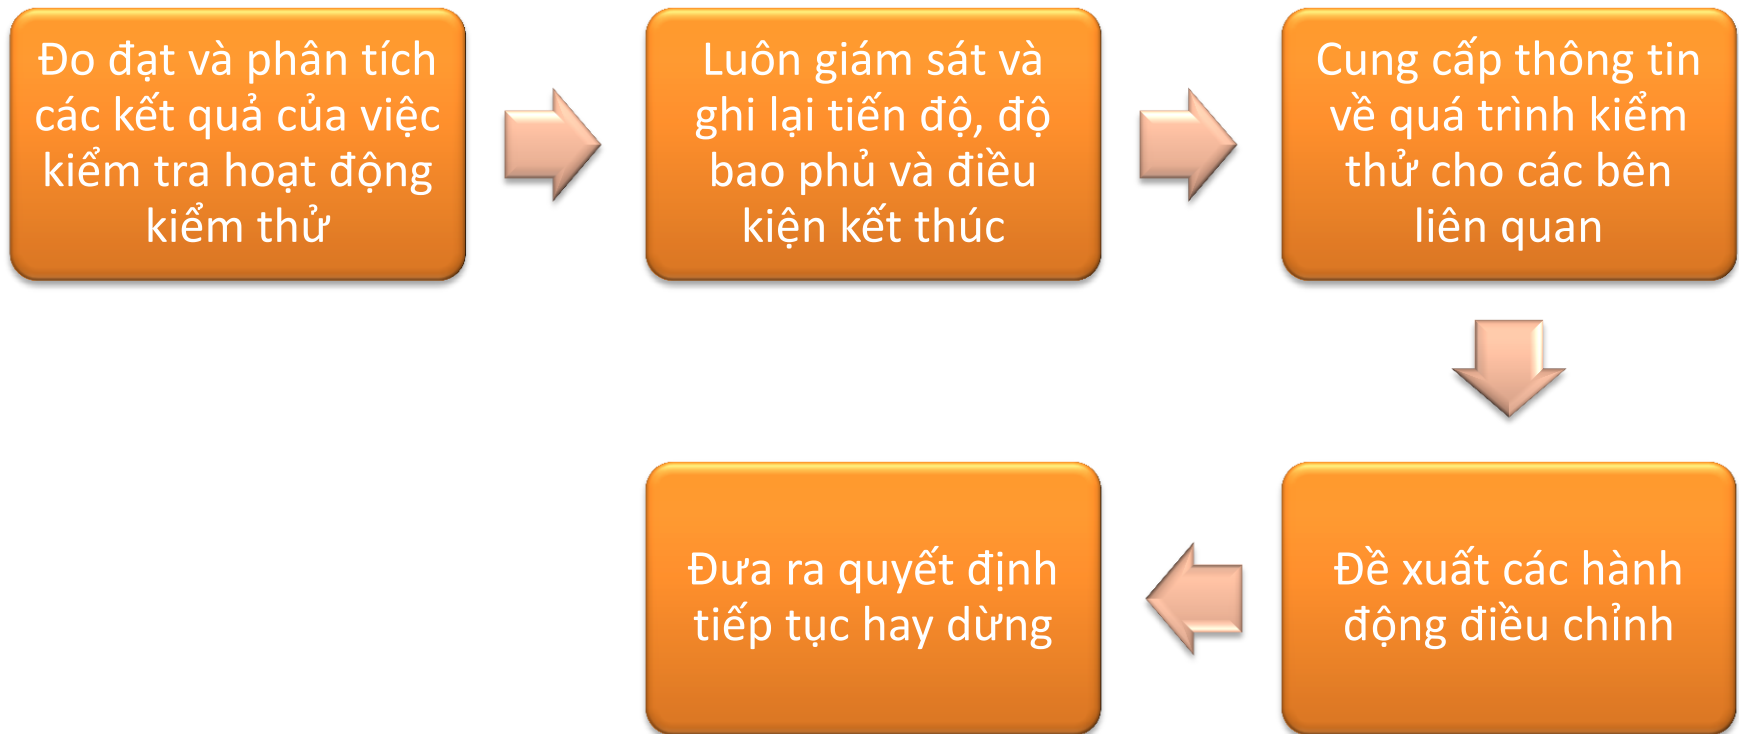 Đo đạt và phân tích
các kết quả của việc
kiểm tra hoạt động
kiểm thử
Luôn giám sát và
ghi lại tiến độ, độ
bao phủ và điều
kiện kết thúc
Cung cấp thông tin
về quá trình kiểm
thử cho các bên
liên quan
Đề xuất các hành
động điều chỉnh
Đưa ra quyết định
tiếp tục hay dừng